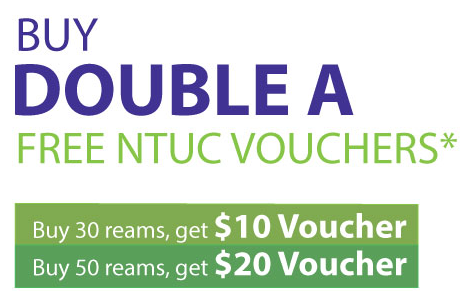 BUY
DOUBLE A
FREE NTUC VOUCHERS*
Buy 30 reams, get $10 Voucher
Buy 50 reams, get $20 Voucher